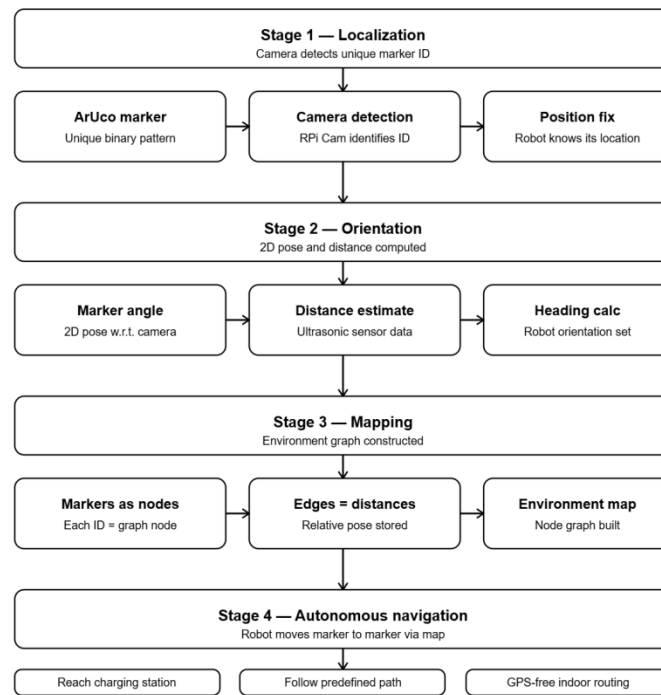 Stage 1 — Localization
Camera detects unique marker ID
ArUco marker
Unique binary pattern
Camera detection
RPi Cam identifies ID
Position fix
Robot knows its location
Stage 2 — Orientation
2D pose and distance computed
Marker angle
2D pose w.r.t. camera
Distance estimate
Ultrasonic sensor data
Heading calc
Robot orientation set
Stage 3 — Mapping
Environment graph constructed
Markers as nodes
Each ID = graph node
Edges = distances
Relative pose stored
Environment map
Node graph built
Stage 4 — Autonomous navigation
Robot moves marker to marker via map
Reach charging station
Follow predefined path
GPS-free indoor routing